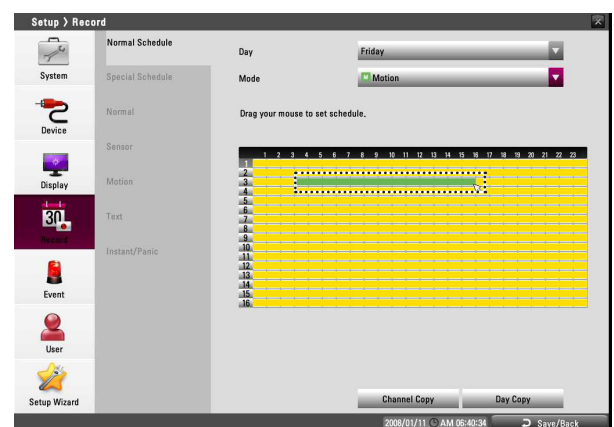 Setup > Record
System
Device
Display
Record
Event
User
Setup Wizard
Normal Schedule
Special Schedule
Normal
Sensor
Motion
Text
Instant/Panic
Day Friday
Mode Motion
Drag your mouse to set schedule.
1 2 3 4 5 6 7 8 9 10 11 12 13 14 15 16 17 18 19 20 21 22 23
1
2
3
4
5
6
7
8
9
10
11
12
13
14
15
16
Channel Copy Day Copy
2008/01/11 AM 06:40:34 Save/Back